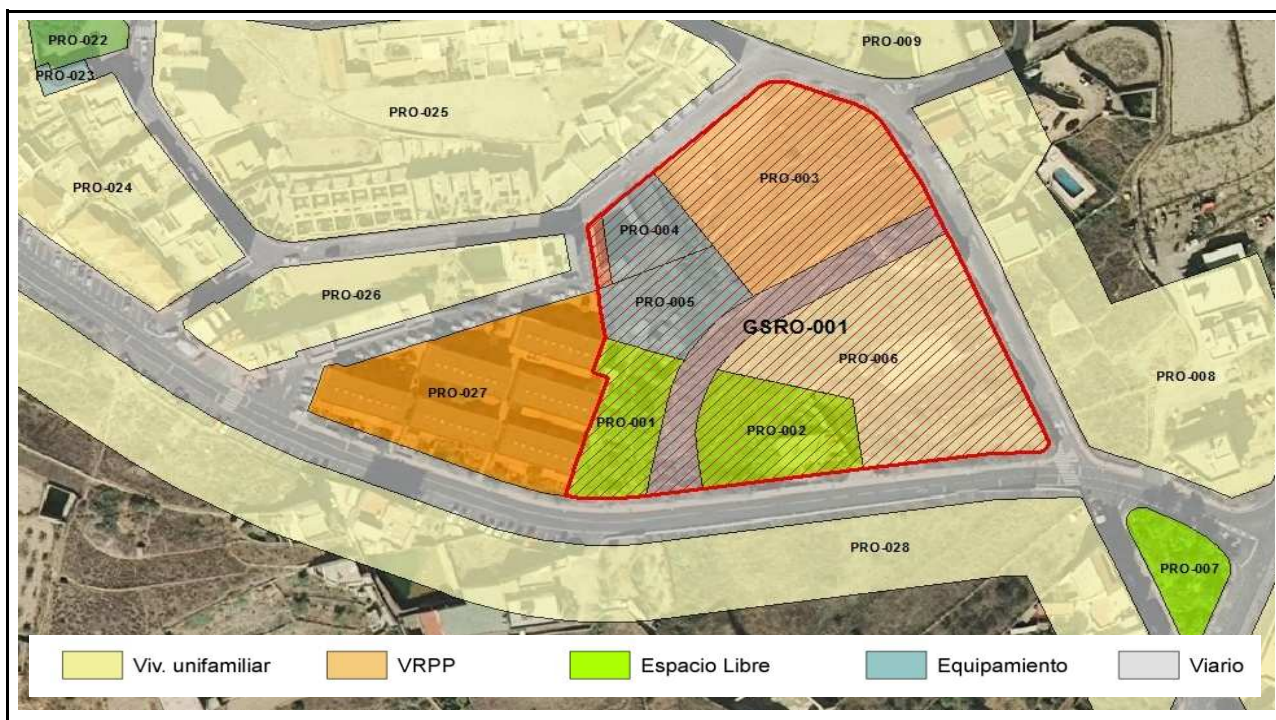 PRO-022
PRO-009
PRO-023
PRO-025
PRO-003
PRO-024
PRO-004
PRO-026
PRO-005
GSRO-001
PRO-006
PRO-008
PRO-027
PRO-001
PRO-002
PRO-028
PRO-007
Viv. unifamiliar VRPP Espacio Libre Equipamiento Viario